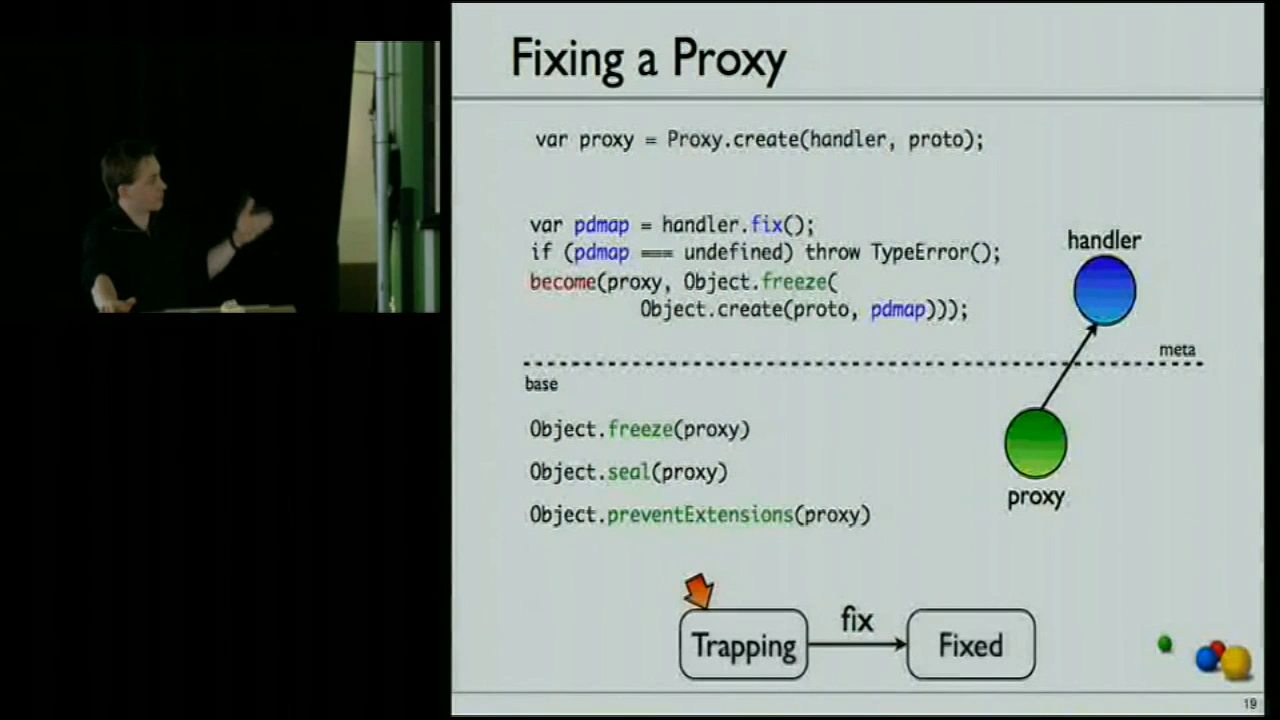 Fixing a Proxy
var proxy = Proxy.create(handler, proto);
var pdmap = handler.fix();
if (pdmap === undefined) throw TypeError();
become(proxy, Object.freeze(
Object.create(proto, pdmap)));
handler
meta
base
Object.freeze(proxy)
Object.seal(proxy)
Object.preventExtensions(proxy)
proxy
Trapping
fix
Fixed
19